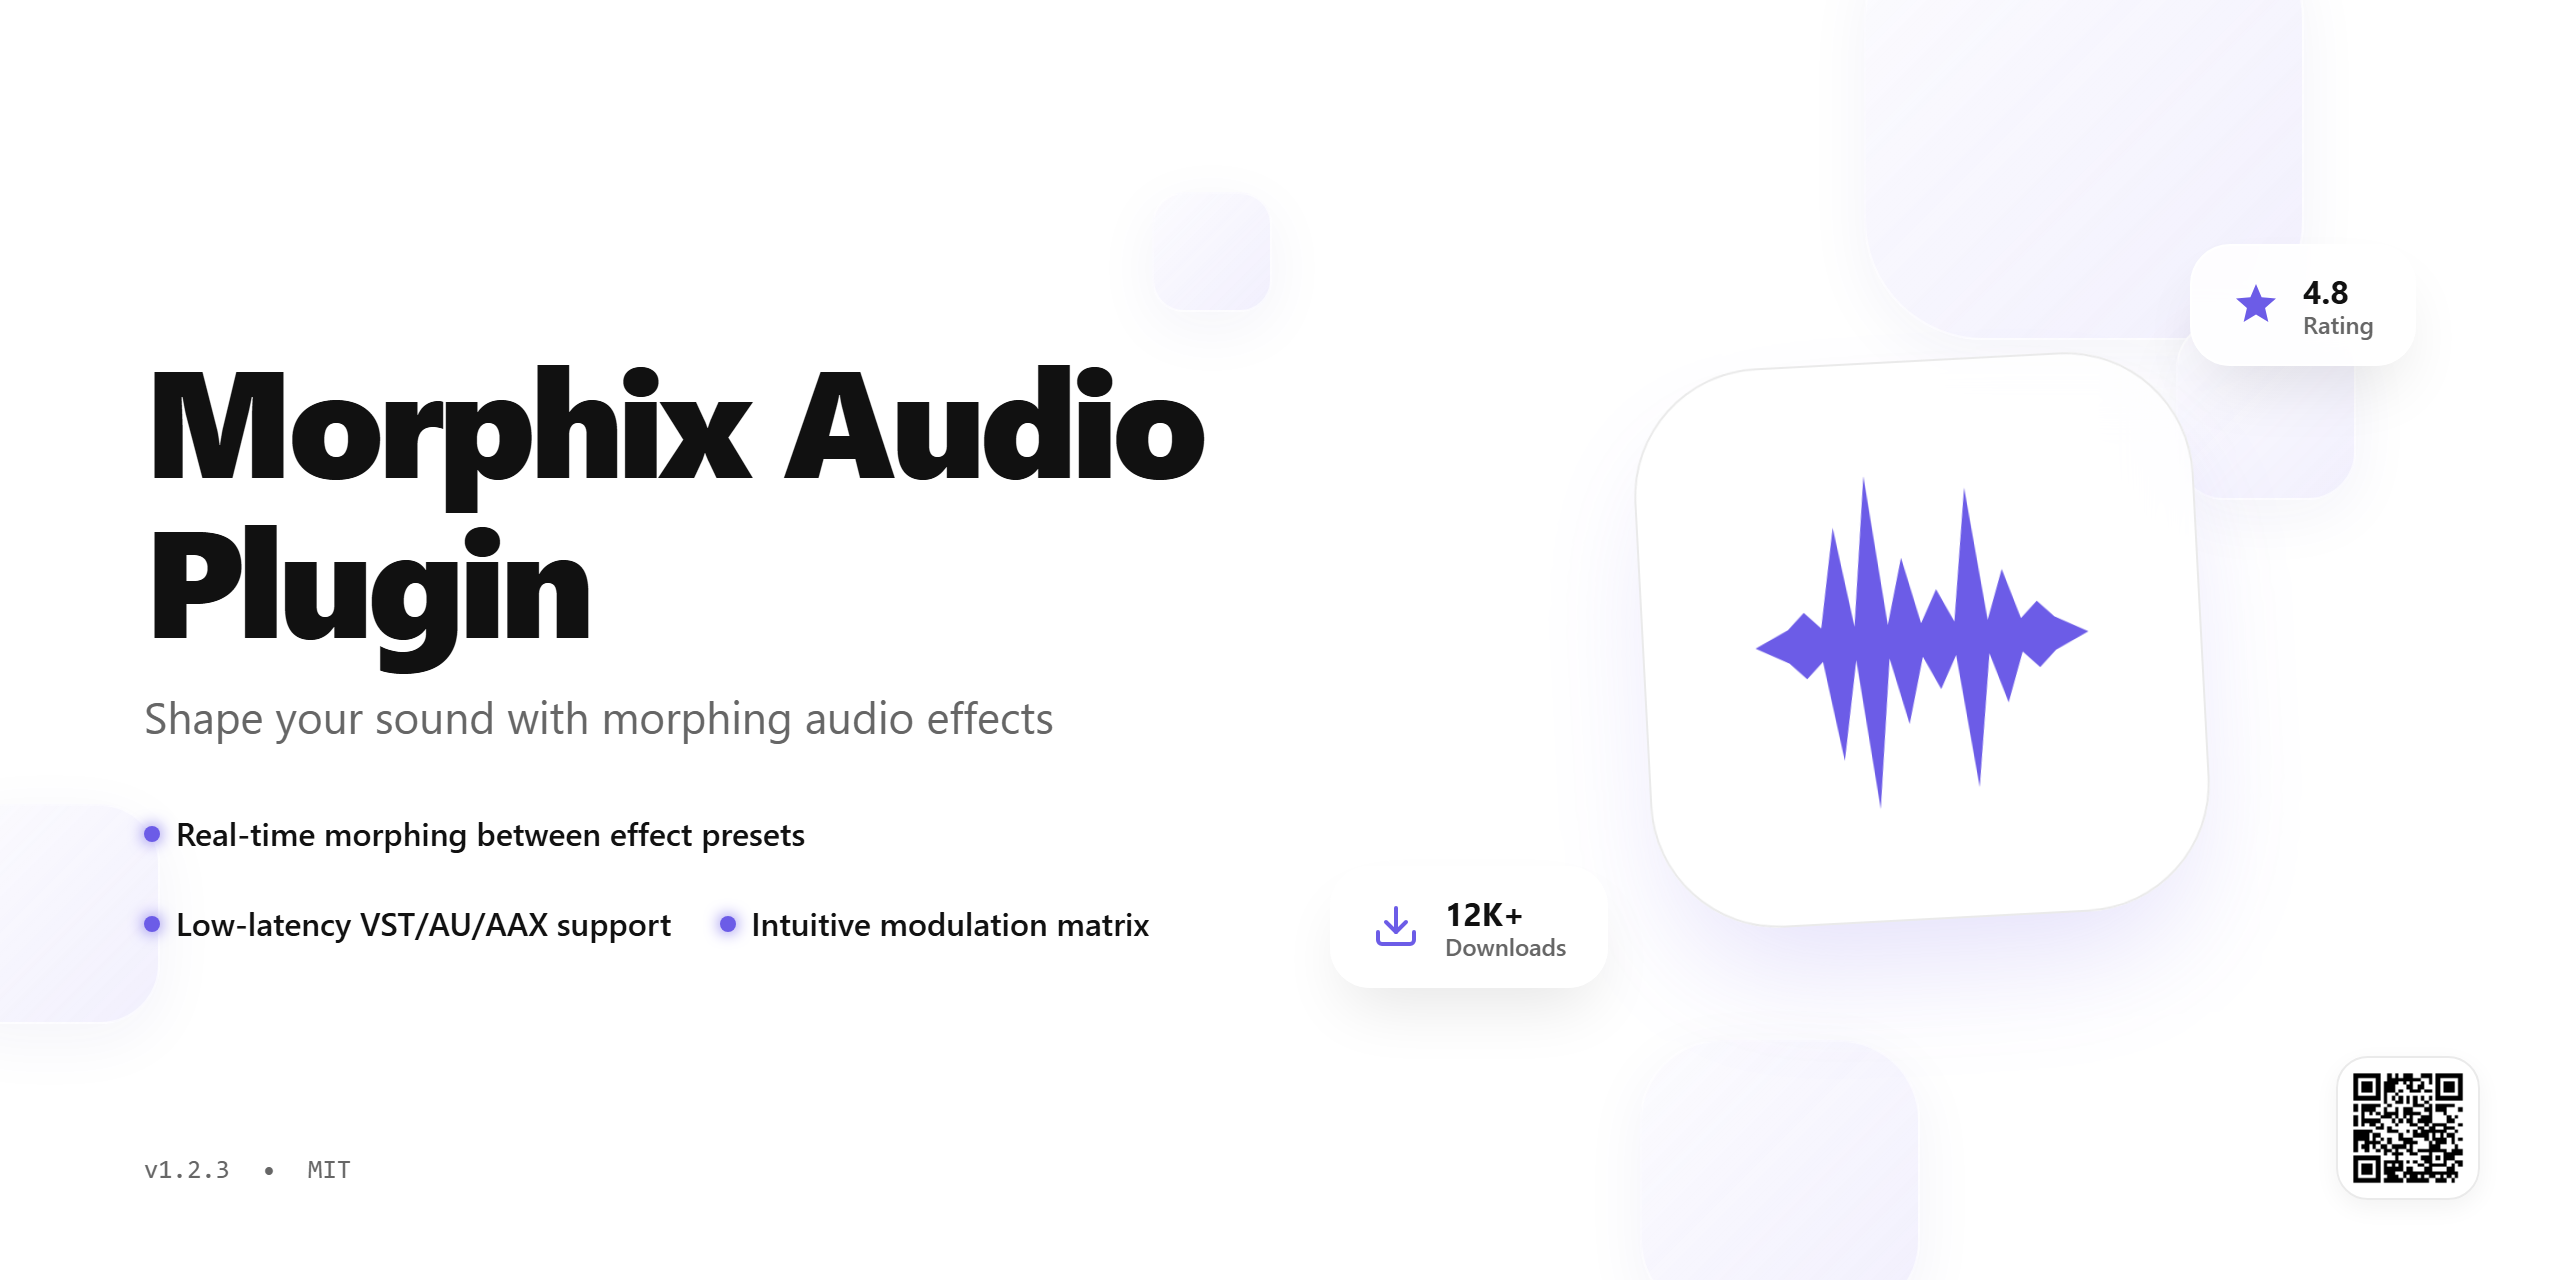 Morphix Audio
Plugin
Shape your sound with morphing audio effects
Real-time morphing between effect presets
Low-latency VST/AU/AAX support
Intuitive modulation matrix
v1.2.3 • MIT
4.8
Rating
12K+
Downloads